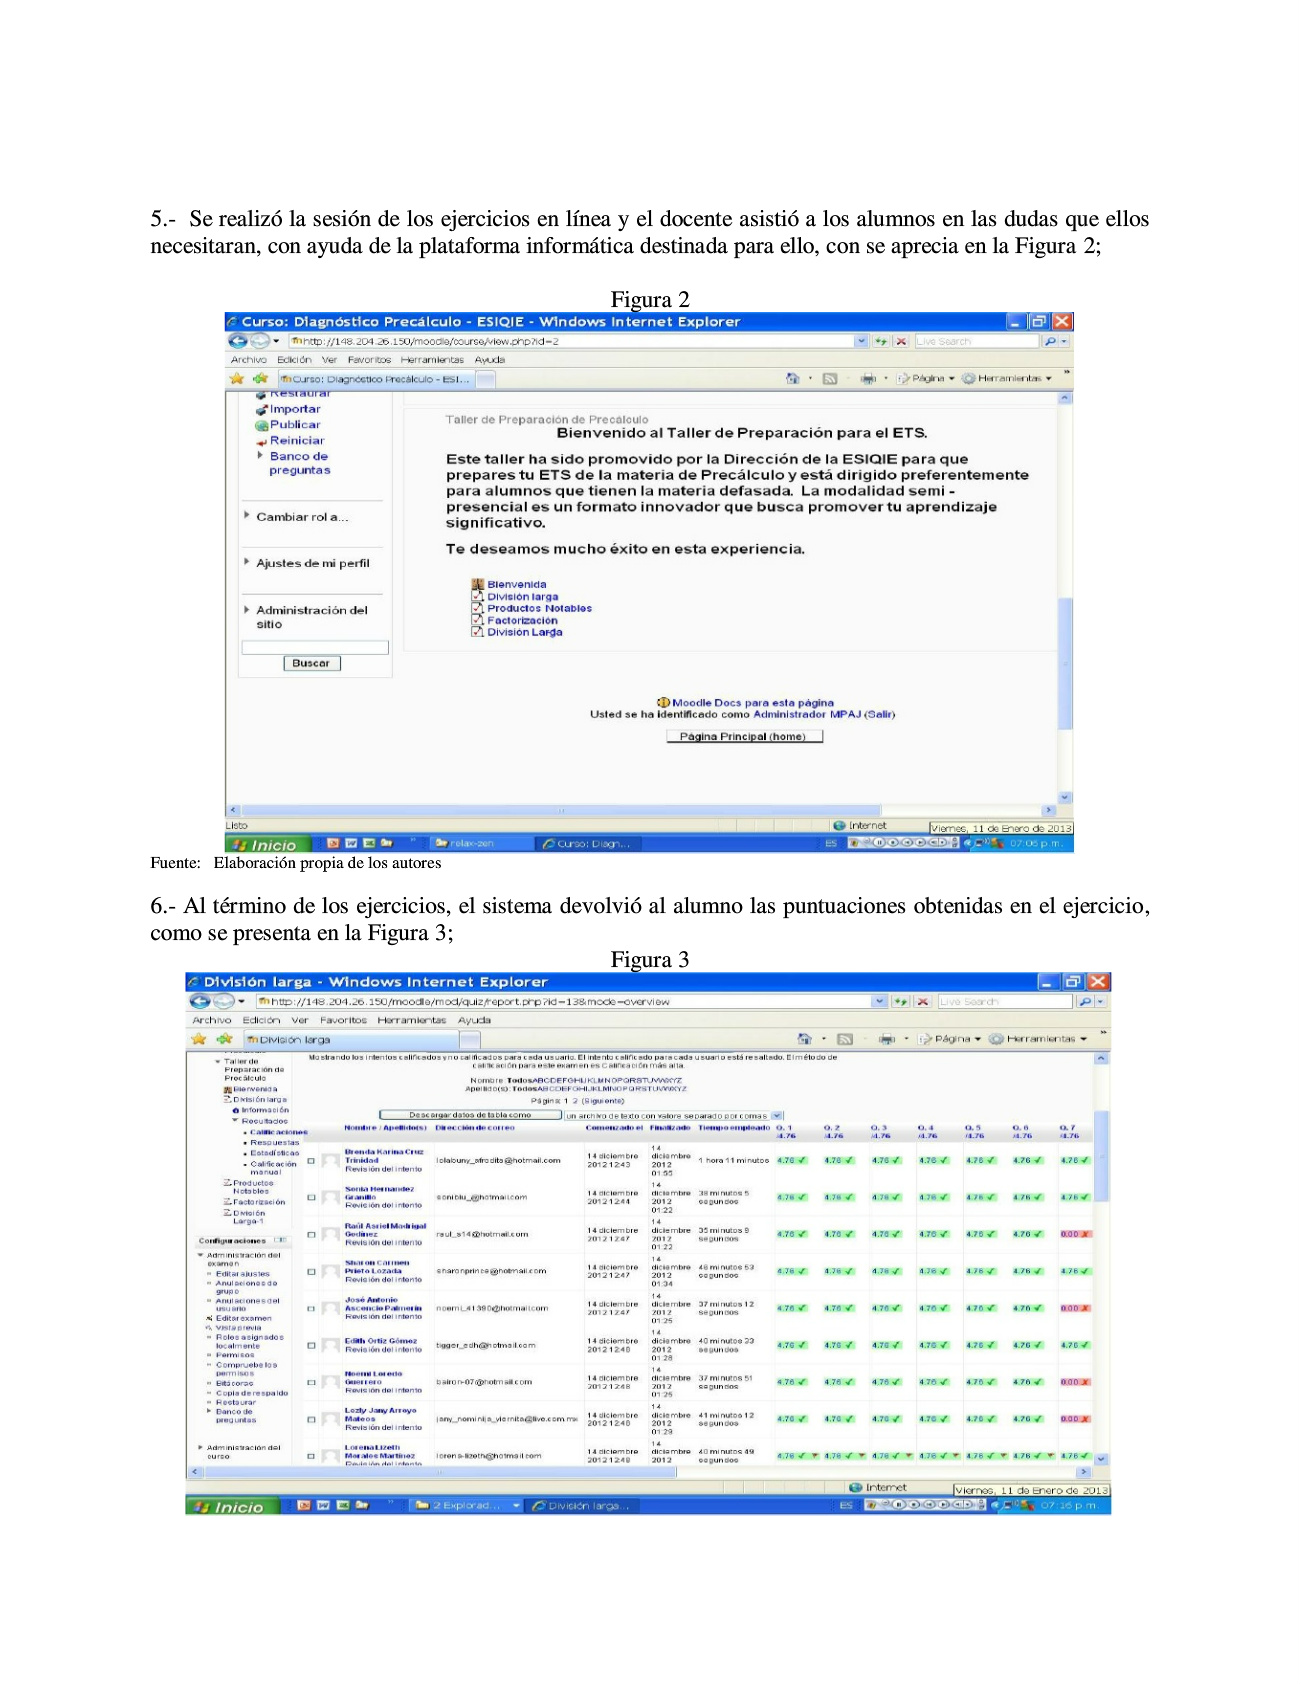 5.-  Se realizó la sesión de los ejercicios en línea y el docente asistió a los alumnos en las dudas que ellos
necesitaran, con ayuda de la plataforma informática destinada para ello, con se aprecia en la Figura 2;
Figura 2
Curso: Diagnóstico Precálculo - ESIQIE - Windows Internet Explorer
http://148.204.26.150/moodle/course/view.php?id=2
Live Search
Archivo Edición Ver Favoritos Herramientas Ayuda
Curso: Diagnóstico Precálculo - ESI...
Página Herramientas
Restaurar
Importar
Publicar
Reiniciar
Banco de
preguntas
Cambiar rol a...
Ajustes de mi perfil
Administración del
sitio
Buscar
Taller de Preparación de Precálculo
Bienvenido al Taller de Preparación para el ETS.
Este taller ha sido promovido por la Dirección de la ESIQIE para que
prepares tu ETS de la materia de Precálculo y está dirigido preferentemente
para alumnos que tienen la materia defasada. La modalidad semi -
presencial es un formato innovador que busca promover tu aprendizaje
significativo.
Te deseamos mucho éxito en esta experiencia.
Bienvenida
División larga
Productos Notables
Factorización
División Larga
Moodle Docs para esta página
Usted se ha identificado como Administrador MPAJ (Salir)
Página Principal (home)
Listo
Internet
Viernes, 11 de Enero de 2013
Inicio
relax-zen
Curso: Diagn...
ES
07:06 p.m.
Fuente:   Elaboración propia de los autores
6.- Al término de los ejercicios, el sistema devolvió al alumno las puntuaciones obtenidas en el ejercicio,
como se presenta en la Figura 3;
Figura 3
División larga - Windows Internet Explorer
http://148.204.26.150/moodle/mod/quiz/report.php?id=13&mode=overview
Live Search
Archivo Edición Ver Favoritos Herramientas Ayuda
División larga
Página Herramientas
Taller de
Preparación de
Precálculo
Bienvenida
División larga
Información
Resultados
Calificaciones
Respuestas
Estadísticas
Calificación
manual
Productos
Notables
Factorización
División
Larga-1
Configuraciones
Administración del
examen
Editar ajustes
Anulaciones de
grupo
Anulaciones del
usuario
Editar examen
Vista previa
Roles asignados
localmente
Permisos
Compruebe los
permisos
Bitácoras
Copia de respaldo
Restaurar
Banco de
preguntas
Administración del
curso
Mostrando los intentos calificados y no calificados para cada usuario. El intento calificado para cada usuario está resaltado. El método de
calificación para este examen es Calificación más alta.
Nombre: Todos ABCDEFGHIJKLMNOPQRSTUVWXYZ
Apellido(s): Todos ABCDEFGHIJKLMNOPQRSTUVWXYZ
Página: 1 2 (Siguiente)
Descargar datos de tabla como un archivo de texto con valore separado por comas
Nombre / Apellido(s) Dirección de correo Comenzado el Finalizado Tiempo empleado Q. 1 /4.76 Q. 2 /4.76 Q. 3 /4.76 Q. 4 /4.76 Q. 5 /4.76 Q. 6 /4.76 Q. 7 /4.76
Brenda Karina Cruz Trinidad Revisión del intento 14 diciembre 2012 12:43 14 diciembre 2012 01:55 1 hora 11 minutos 4.76 4.76 4.76 4.76 4.76 4.76 4.76
Sonia Hernandez Granillo Revisión del intento 14 diciembre 2012 12:44 14 diciembre 2012 01:22 38 minutos 5 segundos 4.76 4.76 4.76 4.76 4.76 4.76 4.76
Raúl Asriel Madrigal Godínez Revisión del intento raul_s14@hotmail.com 14 diciembre 2012 12:47 14 diciembre 2012 01:22 35 minutos 9 segundos 4.76 4.76 4.76 4.76 4.76 4.76 0.00
Sharon Carmen Prieto Lozada Revisión del intento sharonprince@hotmail.com 14 diciembre 2012 12:47 14 diciembre 2012 01:34 46 minutos 53 segundos 4.76 4.76 4.76 4.76 4.76 4.76 4.76
José Antonio Ascencio Palmerín Revisión del intento noemi_41390@hotmail.com 14 diciembre 2012 12:47 14 diciembre 2012 01:25 37 minutos 12 segundos 4.76 4.76 4.76 4.76 4.76 4.76 0.00
Edith Ortiz Gómez Revisión del intento tigger_edh@hotmail.com 14 diciembre 2012 12:48 14 diciembre 2012 01:28 40 minutos 33 segundos 4.76 4.76 4.76 4.76 4.76 4.76 4.76
Noemi Loredo Guerrero Revisión del intento bairon-07@hotmail.com 14 diciembre 2012 12:48 14 diciembre 2012 01:26 37 minutos 51 segundos 4.76 4.76 4.76 4.76 4.76 4.76 0.00
Lezly Jany Arroyo Mateos Revisión del intento 14 diciembre 2012 12:48 14 diciembre 2012 01:29 41 minutos 12 segundos 4.76 4.76 4.76 4.76 4.76 4.76 0.00
Lorena Lizeth Morales Martínez Revisión del intento lorena-lizeth@hotmail.com 14 diciembre 2012 12:48 14 diciembre 2012 40 minutos 49 segundos 4.76 4.76 4.76 4.76 4.76 4.76 4.76
Internet
Viernes, 11 de Enero de 2013
Inicio
2 Explorad...
División larga...
ES
07:16 p.m.